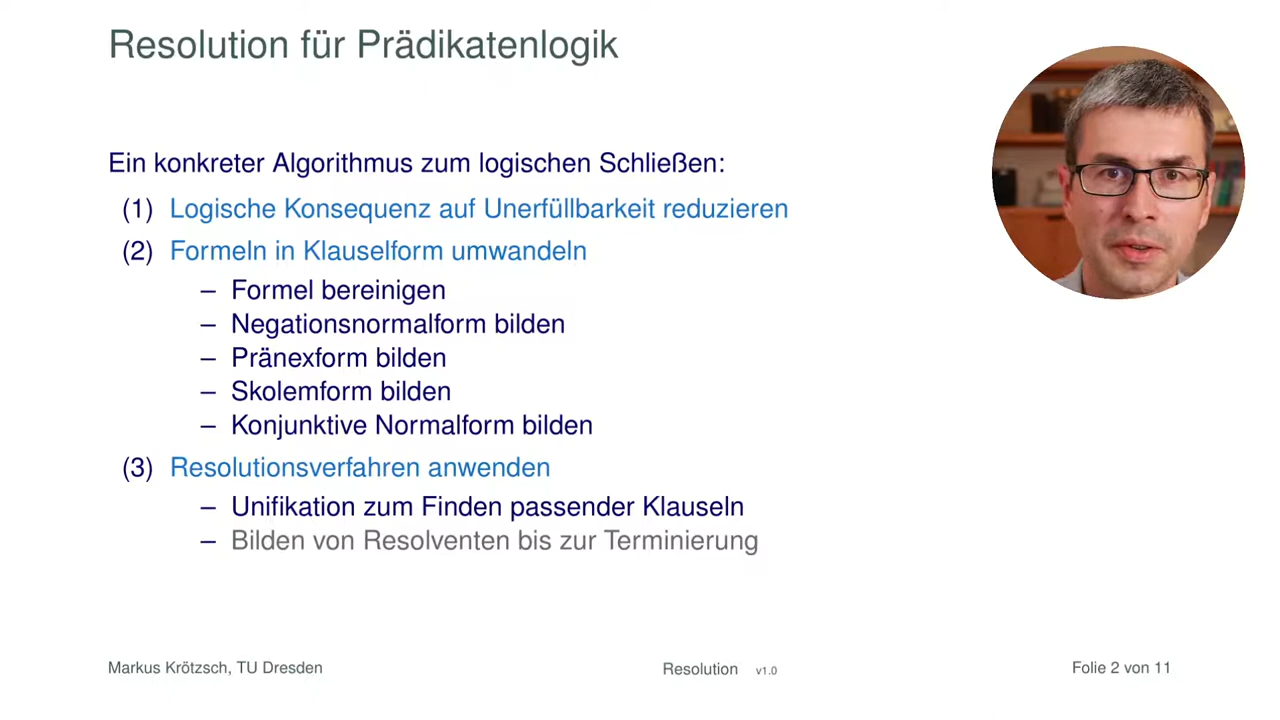 Resolution für Prädikatenlogik
Ein konkreter Algorithmus zum logischen Schließen:
(1) Logische Konsequenz auf Unerfüllbarkeit reduzieren
(2) Formeln in Klauselform umwandeln
– Formel bereinigen
– Negationsnormalform bilden
– Pränexform bilden
– Skolemform bilden
– Konjunktive Normalform bilden
(3) Resolutionsverfahren anwenden
– Unifikation zum Finden passender Klauseln
– Bilden von Resolventen bis zur Terminierung
Markus Krötzsch, TU Dresden Resolution v1.0 Folie 2 von 11